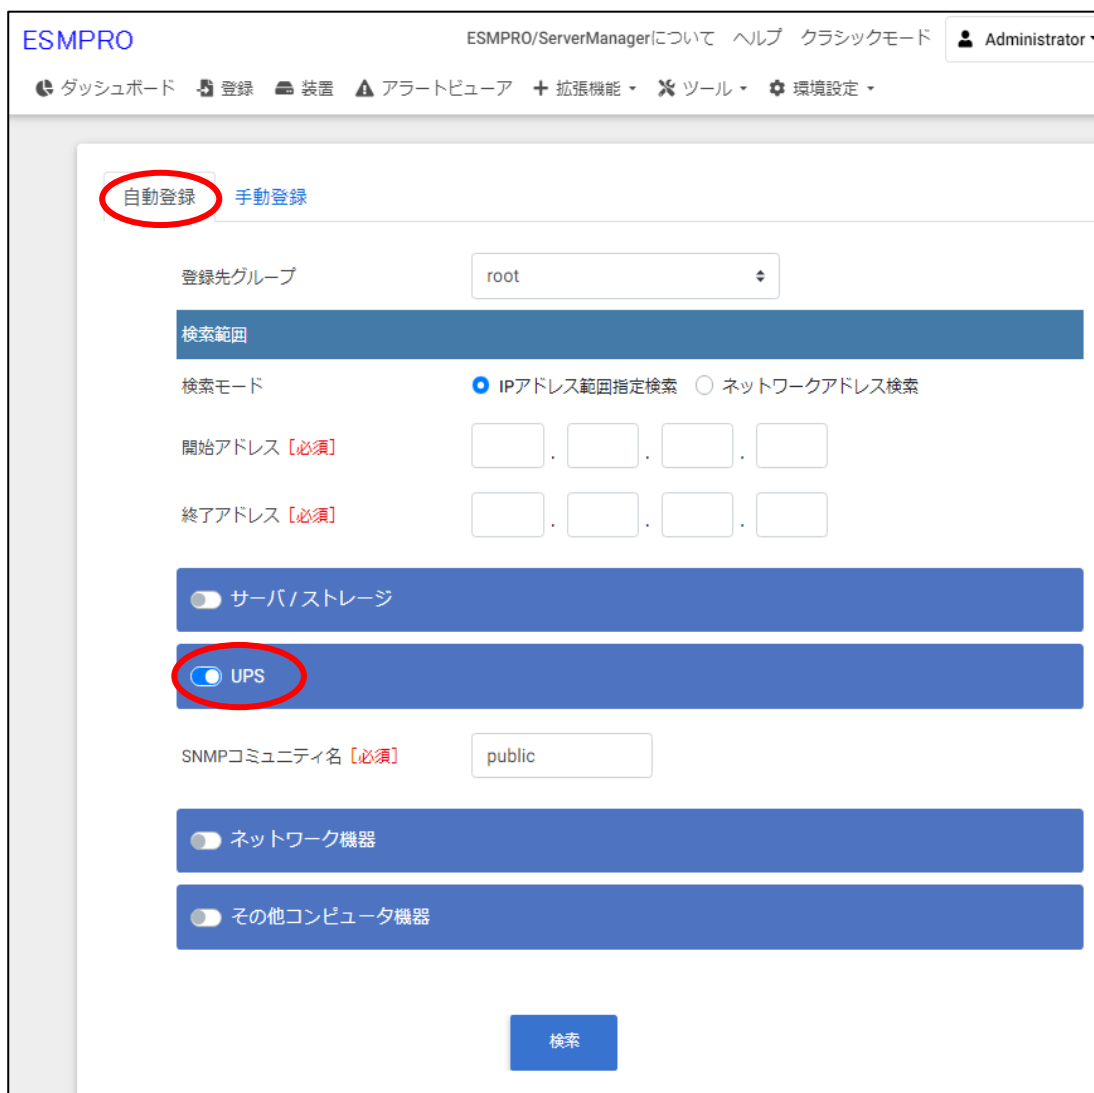 ESMPRO
ESMPRO/ServerManagerについて ヘルプ クラシックモード Administrator
ダッシュボード 登録 装置 アラートビューア 拡張機能 ツール 環境設定
自動登録 手動登録
登録先グループ root
検索範囲
検索モード IPアドレス範囲指定検索 ネットワークアドレス検索
開始アドレス [必須] . . .
終了アドレス [必須] . . .
サーバ / ストレージ
UPS
SNMPコミュニティ名 [必須] public
ネットワーク機器
その他コンピュータ機器
検索